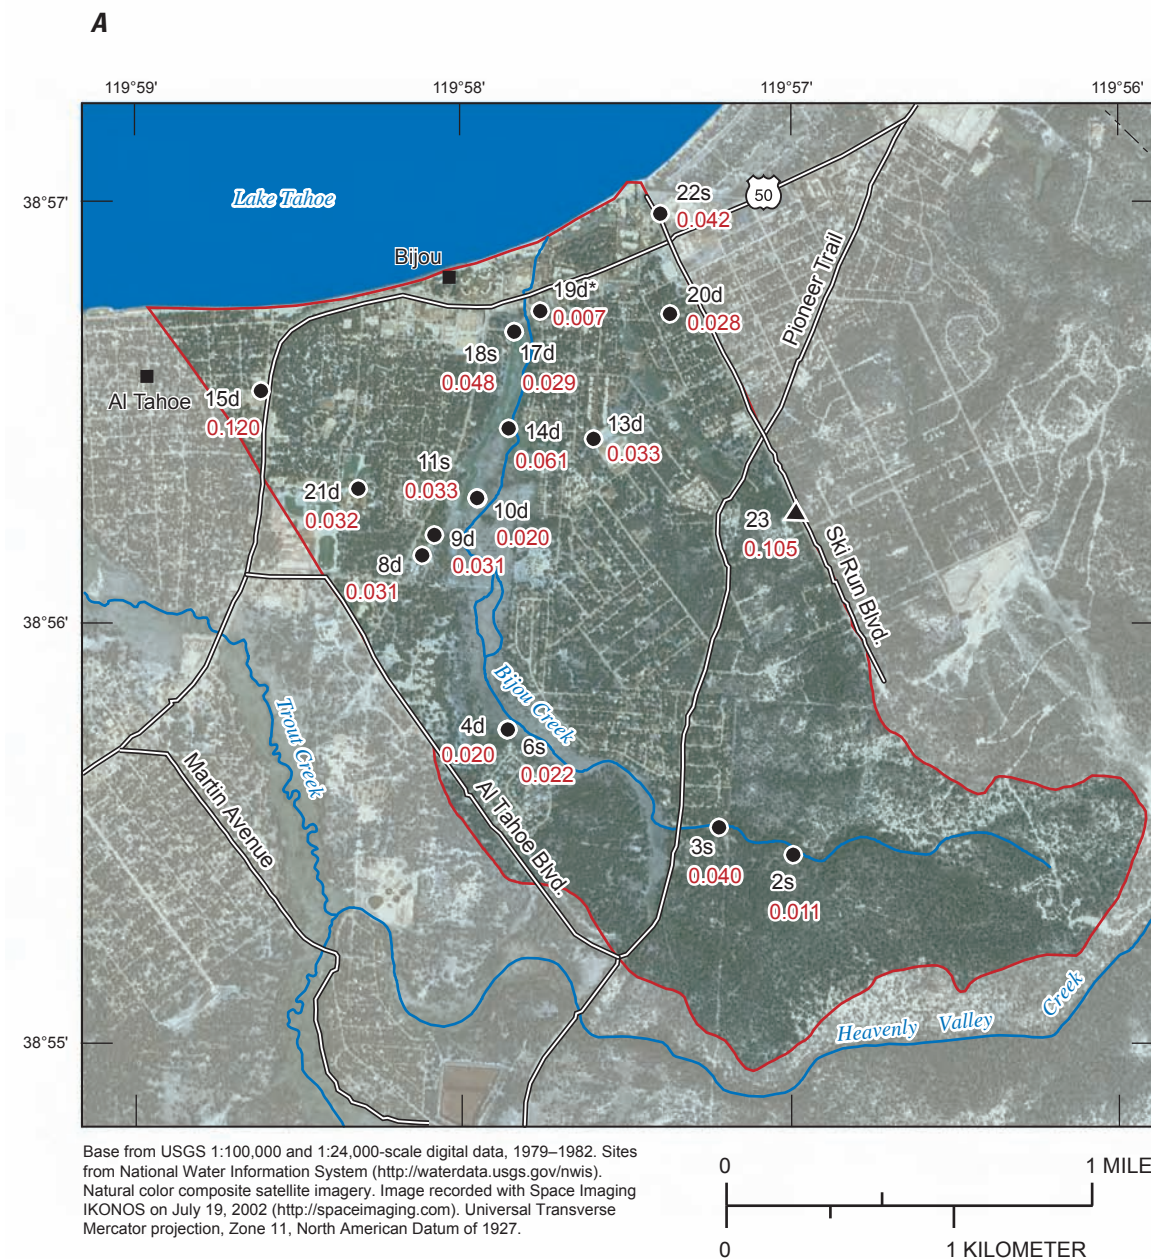 A
119°59'
119°58'
119°57'
119°56'
38°57'
Lake Tahoe
22s
0.042
50
Bijou
19d*
0.007
20d
0.028
Pioneer Trail
18s
17d
0.048
0.029
Al Tahoe
15d
0.120
14d
0.061
13d
0.033
11s
0.033
21d
0.032
10d
0.020
9d
0.031
8d
0.031
23
0.105
Ski Run Blvd.
38°56'
Bijou Creek
Trout Creek
4d
0.020
6s
0.022
Martin Avenue
Al Tahoe Blvd.
3s
0.040
2s
0.011
Heavenly Valley Creek
38°55'
Base from USGS 1:100,000 and 1:24,000-scale digital data, 1979–1982. Sites
from National Water Information System (http://waterdata.usgs.gov/nwis).
Natural color composite satellite imagery. Image recorded with Space Imaging
IKONOS on July 19, 2002 (http://spaceimaging.com). Universal Transverse
Mercator projection, Zone 11, North American Datum of 1927.
0
1 MILE
0
1 KILOMETER